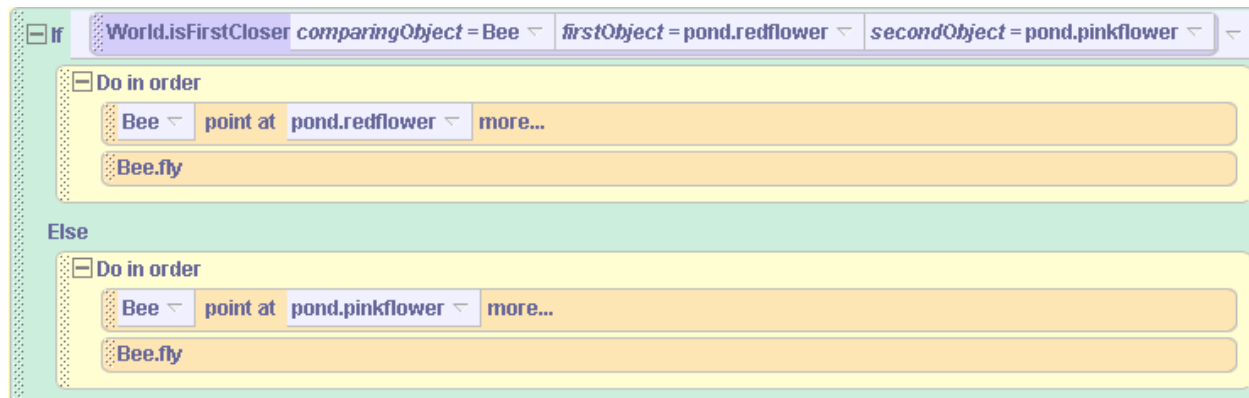 If World.isFirstCloser comparingObject = Bee firstObject = pond.redflower secondObject = pond.pinkflower
Do in order
Bee point at pond.redflower more...
Bee.fly
Else
Do in order
Bee point at pond.pinkflower more...
Bee.fly